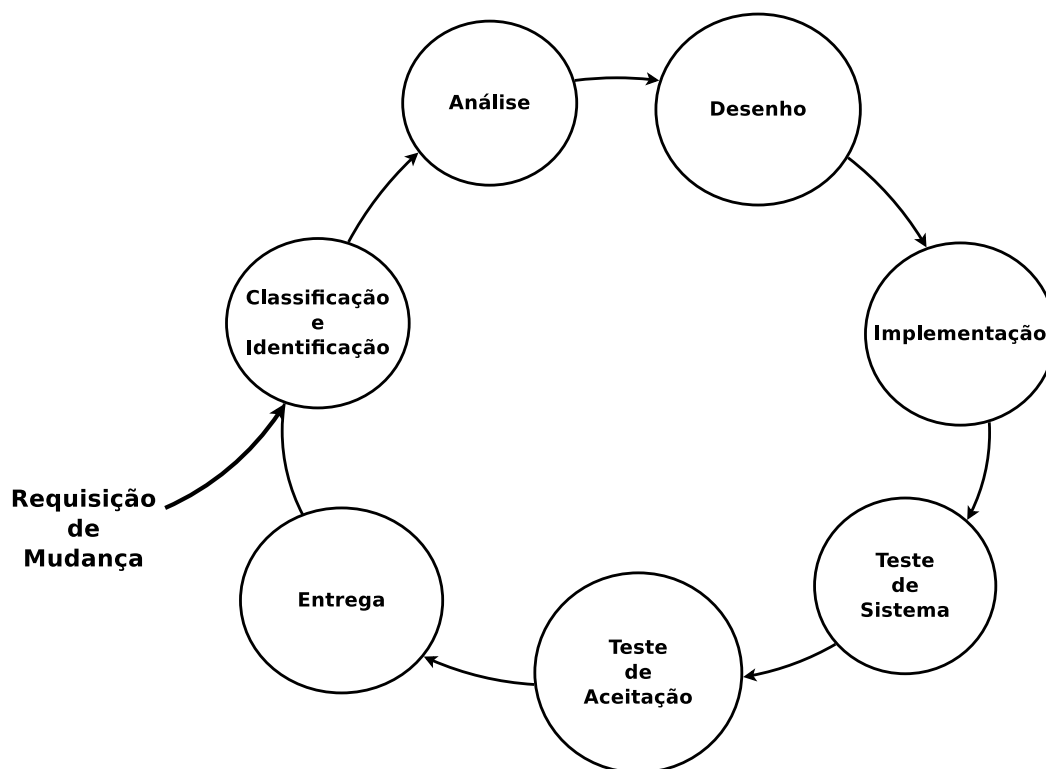 Análise
Desenho
Classificação
e
Identificação
Implementação
Requisição
de
Mudança
Entrega
Teste
de
Sistema
Teste
de
Aceitação